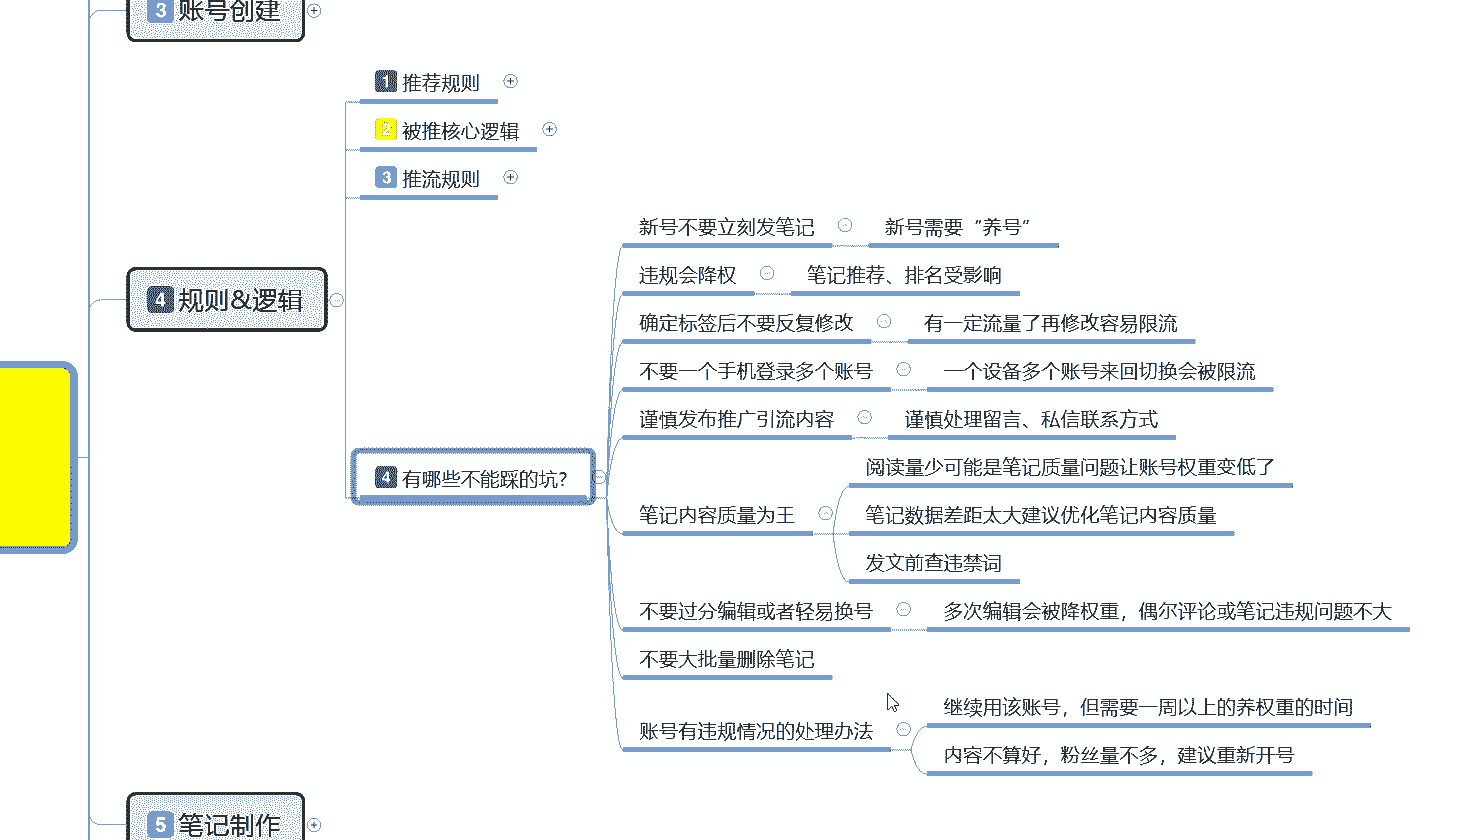 3 账号创建
1 推荐规则
2 被推核心逻辑
3 推流规则
4 规则&逻辑
4 有哪些不能踩的坑?
新号不要立刻发笔记
新号需要“养号”
违规会降权
笔记推荐、排名受影响
确定标签后不要反复修改
有一定流量了再修改容易限流
不要一个手机登录多个账号
一个设备多个账号来回切换会被限流
谨慎发布推广引流内容
谨慎处理留言、私信联系方式
笔记内容质量为王
阅读量少可能是笔记质量问题让账号权重变低了
笔记数据差距太大建议优化笔记内容质量
发文前查违禁词
不要过分编辑或者轻易换号
多次编辑会被降权重，偶尔评论或笔记违规问题不大
不要大批量删除笔记
账号有违规情况的处理办法
继续用该账号，但需要一周以上的养权重的时间
内容不算好，粉丝量不多，建议重新开号
5 笔记制作